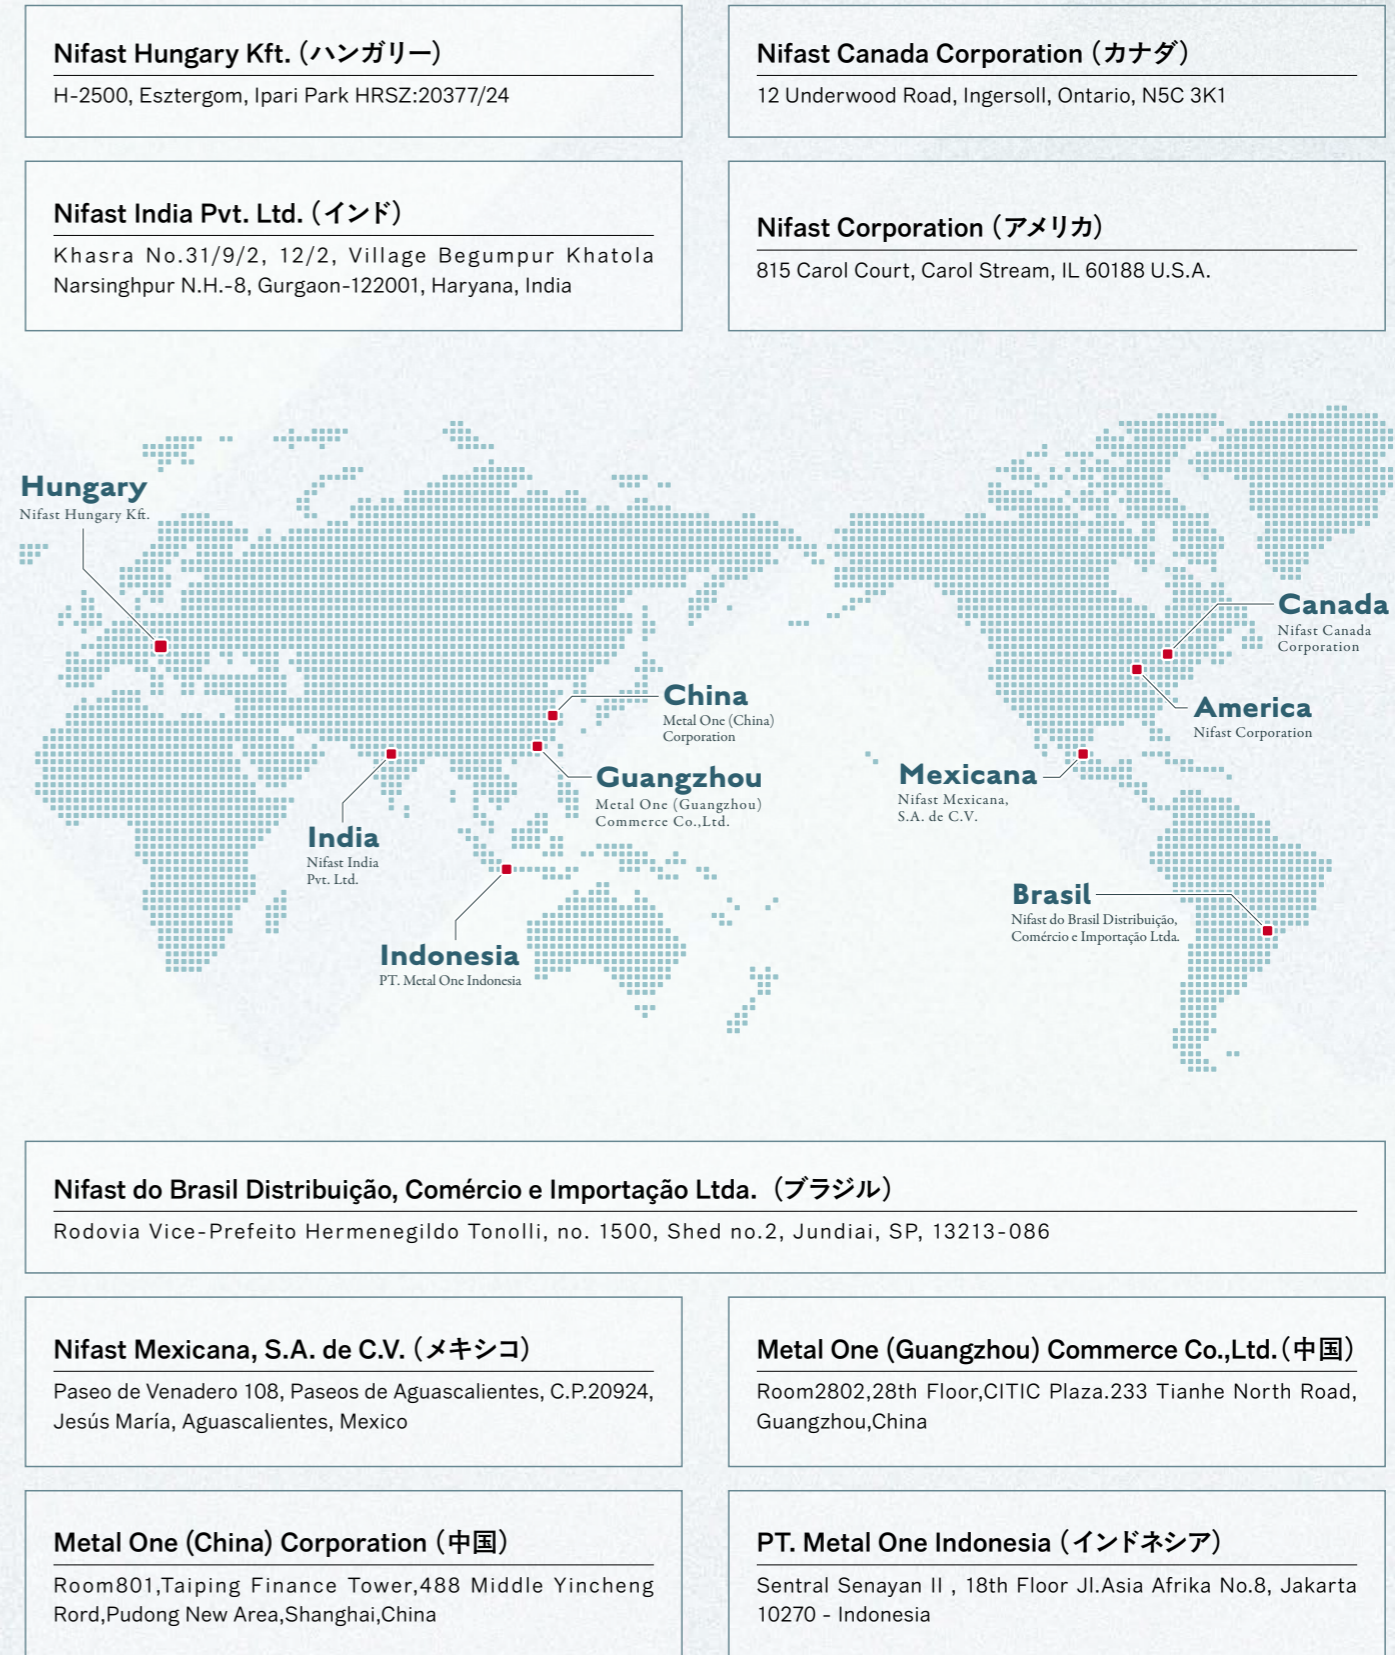 Nifast Hungary Kft.（ハンガリー）
H-2500, Esztergom, Ipari Park HRSZ:20377/24
Nifast Canada Corporation（カナダ）
12 Underwood Road, Ingersoll, Ontario, N5C 3K1
Nifast India Pvt. Ltd.（インド）
Khasra No.31/9/2, 12/2, Village Begumpur Khatola
Narsinghpur N.H.-8, Gurgaon-122001, Haryana, India
Nifast Corporation（アメリカ）
815 Carol Court, Carol Stream, IL 60188 U.S.A.
Hungary
Nifast Hungary Kft.
Canada
Nifast Canada
Corporation
China
Metal One (China)
Corporation
America
Nifast Corporation
Guangzhou
Metal One (Guangzhou)
Commerce Co.,Ltd.
Mexicana
Nifast Mexicana,
S.A. de C.V.
India
Nifast India
Pvt. Ltd.
Brasil
Nifast do Brasil Distribuição,
Comércio e Importação Ltda.
Indonesia
PT. Metal One Indonesia
Nifast do Brasil Distribuição, Comércio e Importação Ltda.（ブラジル）
Rodovia Vice-Prefeito Hermenegildo Tonolli, no. 1500, Shed no.2, Jundiai, SP, 13213-086
Nifast Mexicana, S.A. de C.V.（メキシコ）
Paseo de Venadero 108, Paseos de Aguascalientes, C.P.20924,
Jesús María, Aguascalientes, Mexico
Metal One (Guangzhou) Commerce Co.,Ltd.（中国）
Room2802,28th Floor,CITIC Plaza.233 Tianhe North Road,
Guangzhou,China
Metal One (China) Corporation（中国）
Room801,Taiping Finance Tower,488 Middle Yincheng
Rord,Pudong New Area,Shanghai,China
PT. Metal One Indonesia（インドネシア）
Sentral Senayan II , 18th Floor Jl.Asia Afrika No.8, Jakarta
10270 - Indonesia